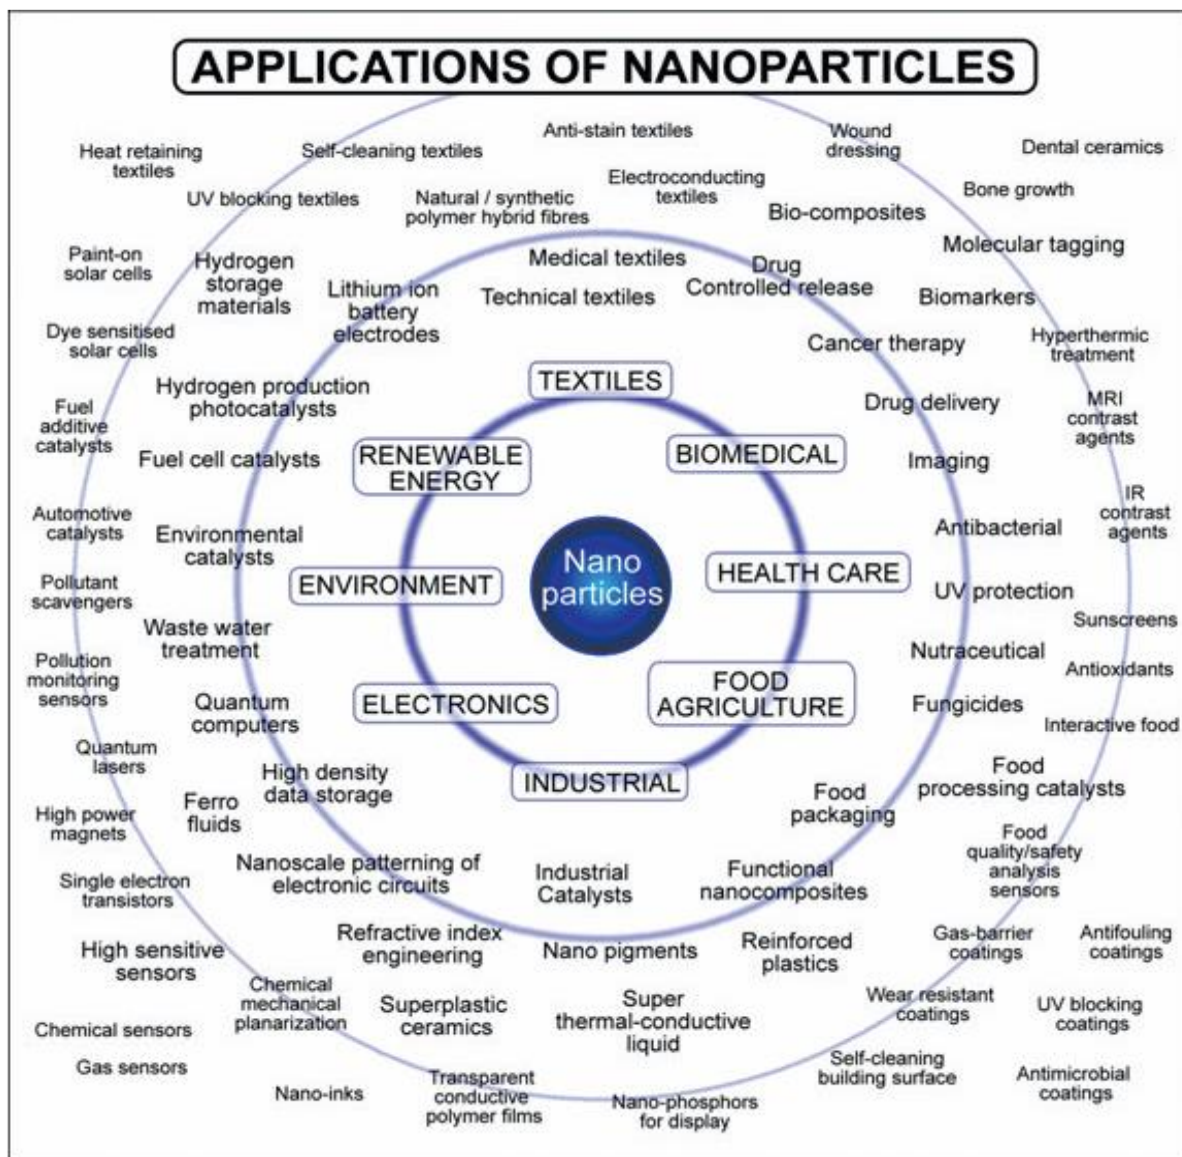 APPLICATIONS OF NANOPARTICLES
Anti-stain textiles
Wound
dressing
Heat retaining
textiles
Self-cleaning textiles
Dental ceramics
UV blocking textiles
Natural / synthetic
polymer hybrid fibres
Electroconducting
textiles
Bio-composites
Bone growth
Paint-on
solar cells
Hydrogen
storage
materials
Lithium ion
battery
electrodes
Medical textiles
Technical textiles
Drug
Controlled release
Molecular tagging
Biomarkers
Dye sensitised
solar cells
Cancer therapy
Hyperthermic
treatment
Hydrogen production
photocatalysts
TEXTILES
Drug delivery
MRI
contrast
agents
Fuel
additive
catalysts
Fuel cell catalysts
RENEWABLE
ENERGY
BIOMEDICAL
Imaging
IR
contrast
agents
Automotive
catalysts
Environmental
catalysts
Antibacterial
Pollutant
scavengers
ENVIRONMENT
Nano
particles
HEALTH CARE
UV protection
Sunscreens
Waste water
treatment
Nutraceutical
Antioxidants
Pollution
monitoring
sensors
Quantum
computers
ELECTRONICS
FOOD
AGRICULTURE
Fungicides
Interactive food
Quantum
lasers
High density
data storage
INDUSTRIAL
Food
packaging
Food
processing catalysts
High power
magnets
Ferro
fluids
Food
quality/safety
analysis
sensors
Single electron
transistors
Nanoscale patterning of
electronic circuits
Industrial
Catalysts
Functional
nanocomposites
High sensitive
sensors
Refractive index
engineering
Nano pigments
Reinforced
plastics
Gas-barrier
coatings
Antifouling
coatings
Chemical
mechanical
planarization
Superplastic
ceramics
Super
thermal-conductive
liquid
Wear resistant
coatings
UV blocking
coatings
Chemical sensors
Gas sensors
Nano-inks
Transparent
conductive
polymer films
Nano-phosphors
for display
Self-cleaning
building surface
Antimicrobial
coatings